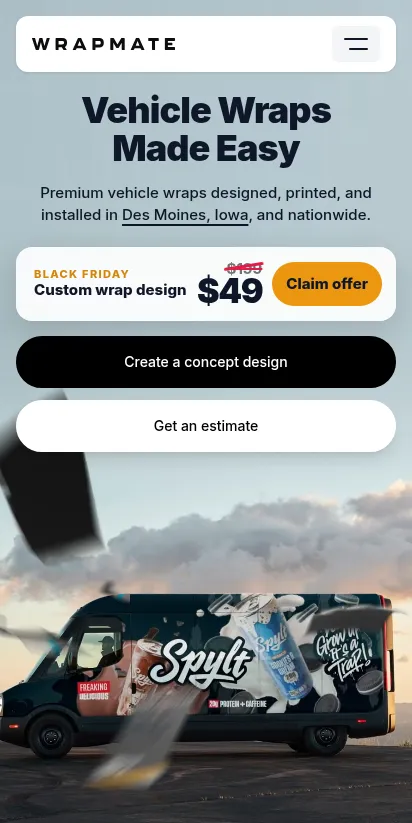 WRAPMATE
Vehicle Wraps
Made Easy
Premium vehicle wraps designed, printed, and
installed in Des Moines, Iowa, and nationwide.
BLACK FRIDAY
Custom wrap design
$199
$49
Claim offer
Create a concept design
Get an estimate
Spylt
Grow up
It's a
Trap!
FREAKING
DELICIOUS
20g PROTEIN + CAFFEINE